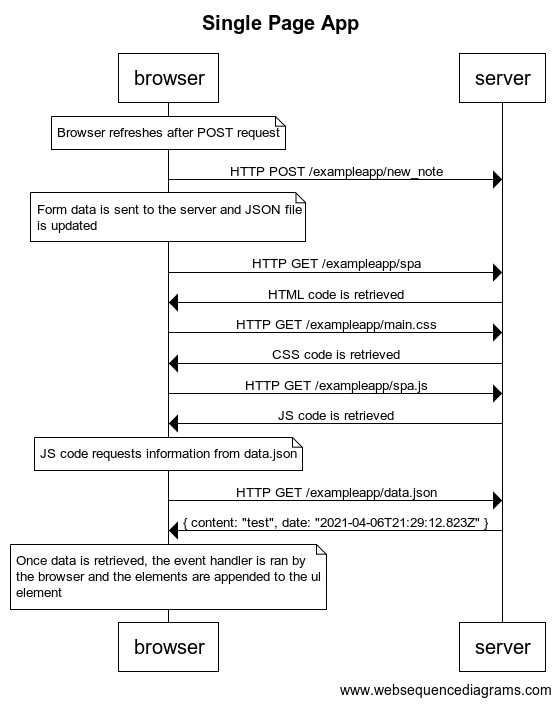 Single Page App
browser
server
Browser refreshes after POST request
HTTP POST /exampleapp/new_note
Form data is sent to the server and JSON file
is updated
HTTP GET /exampleapp/spa
HTML code is retrieved
HTTP GET /exampleapp/main.css
CSS code is retrieved
HTTP GET /exampleapp/spa.js
JS code is retrieved
JS code requests information from data.json
HTTP GET /exampleapp/data.json
{ content: "test", date: "2021-04-06T21:29:12.823Z" }
Once data is retrieved, the event handler is ran by
the browser and the elements are appended to the ul
element
browser
server
www.websequencediagrams.com